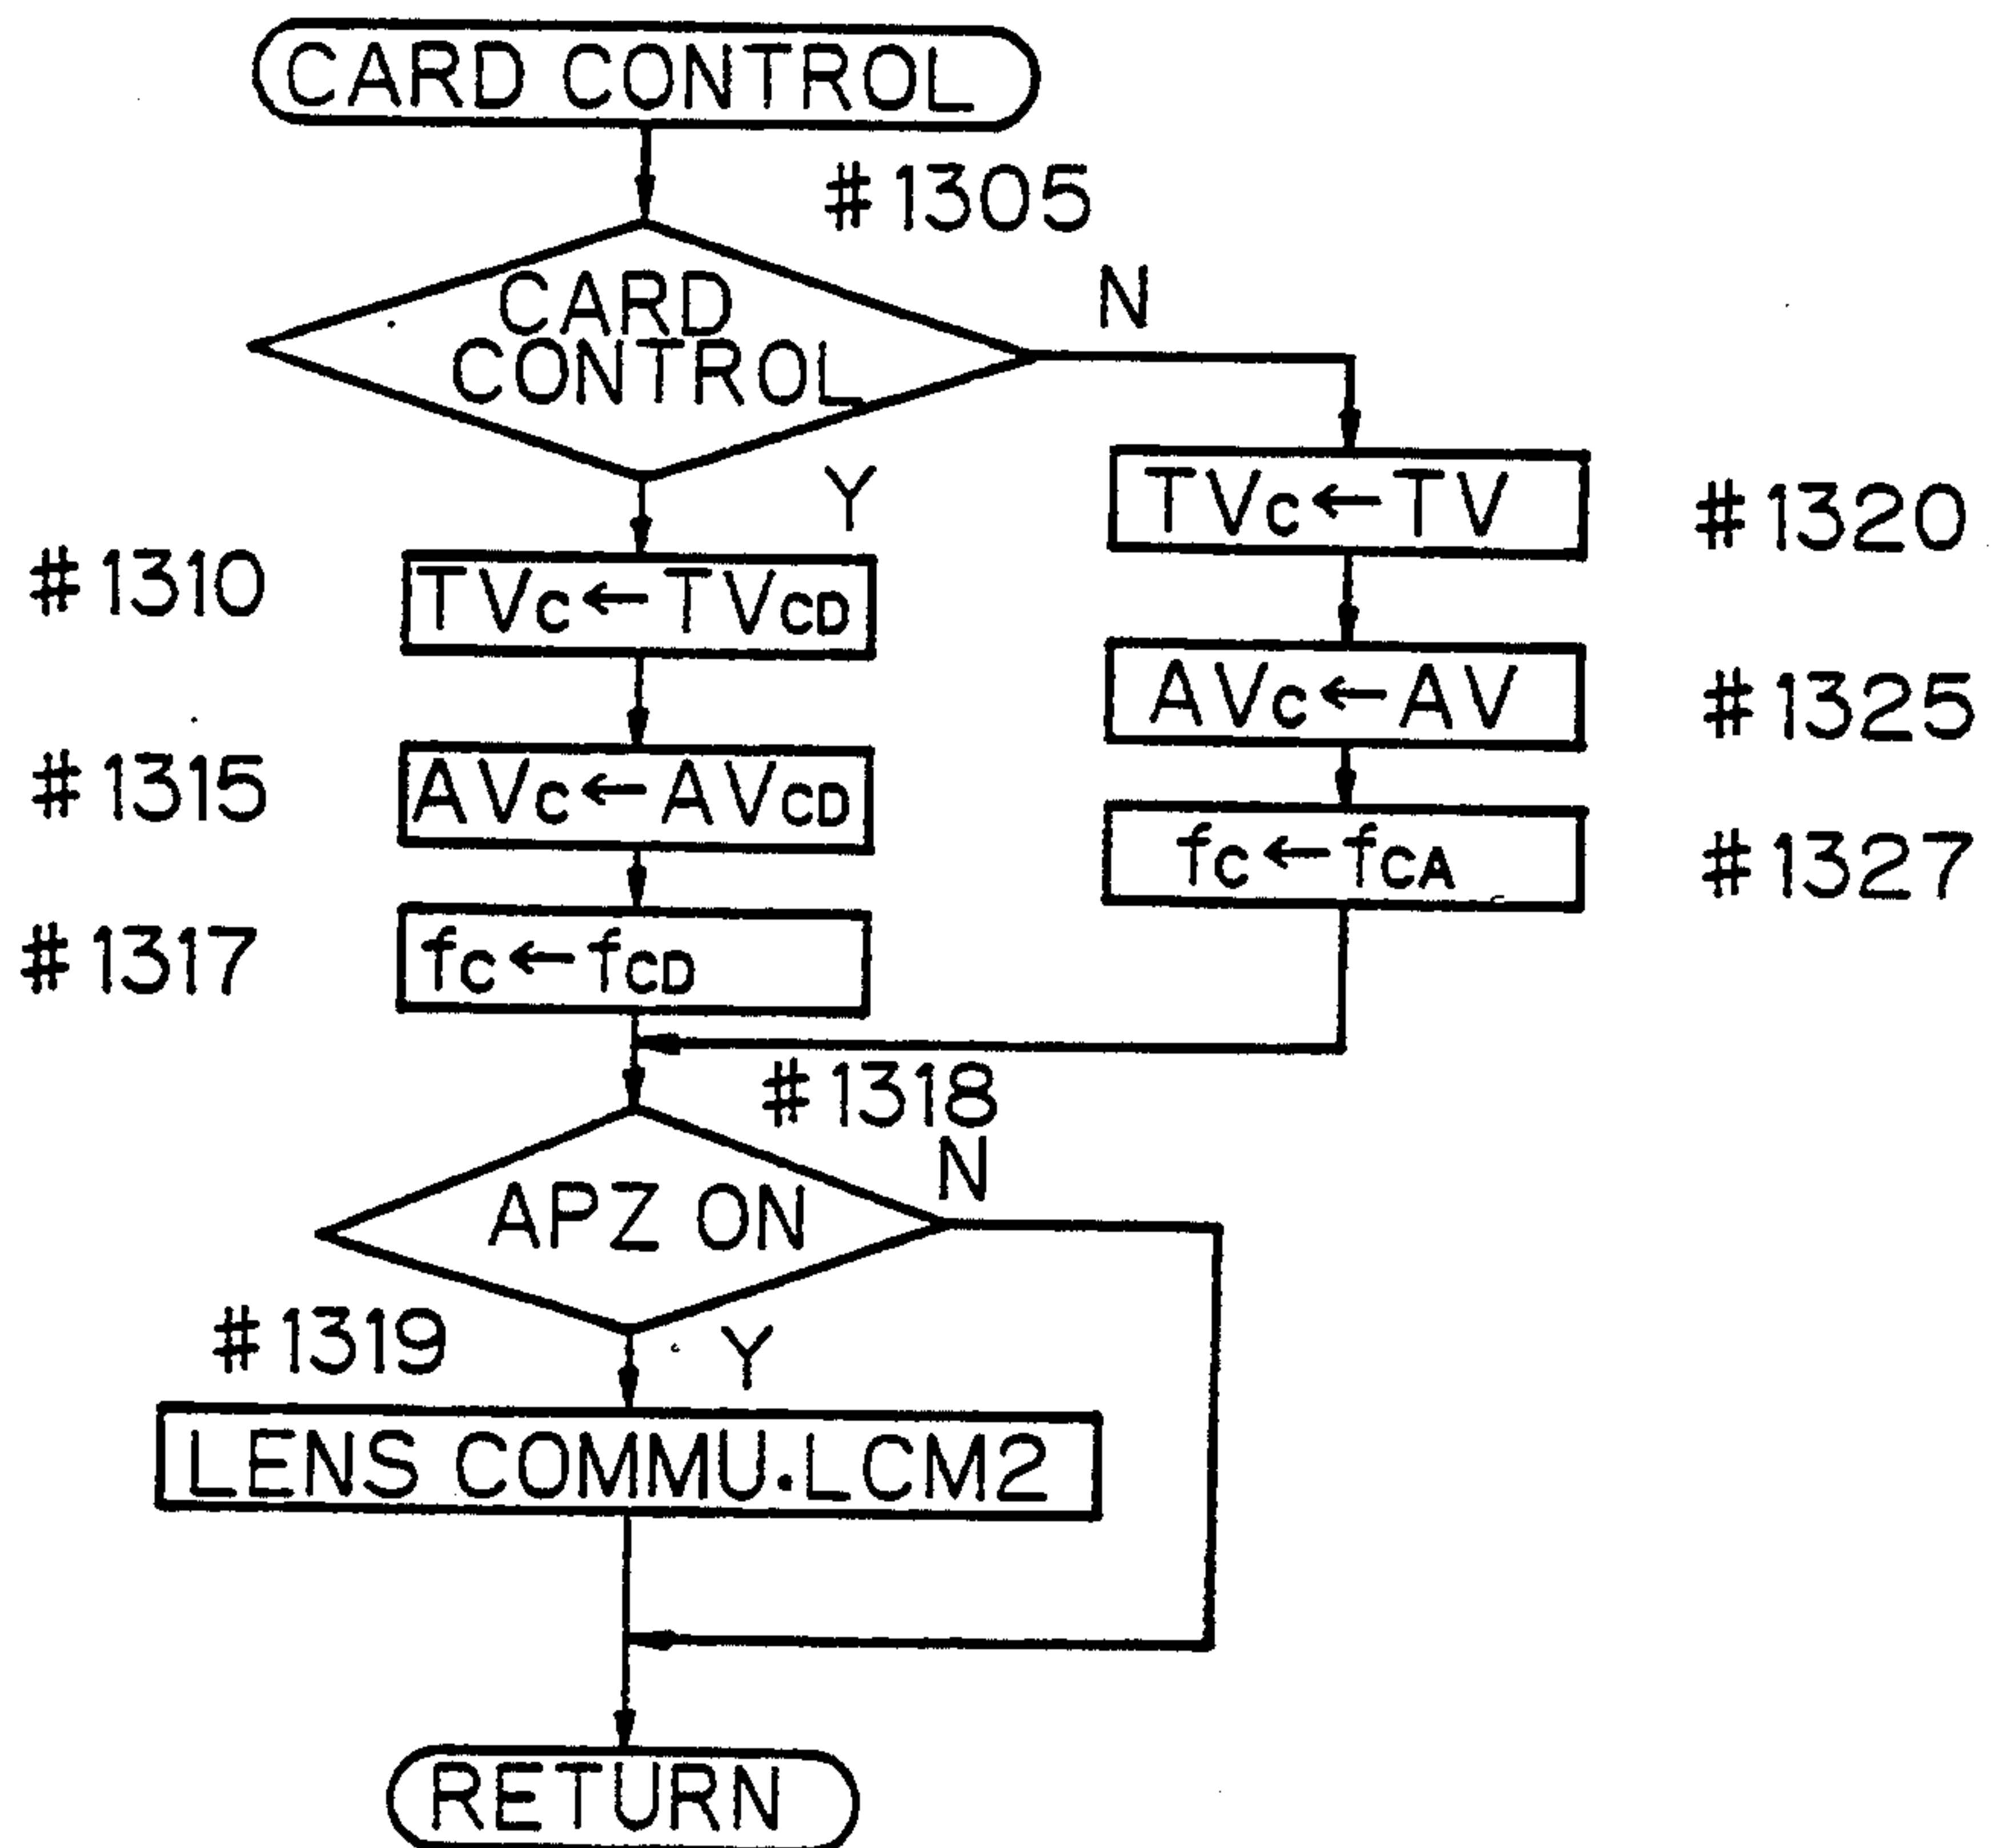 CARD CONTROL
#1305
CARD
CONTROL
N
Y
TVC←TV
#1320
#1310
TVC←TVCD
AVC←AV
#1325
#1315
AVC←AVCD
fC←fCA
#1327
#1317
fC←fCD
#1318
N
APZ ON
#1319
Y
LENS COMMU.LCM2
RETURN